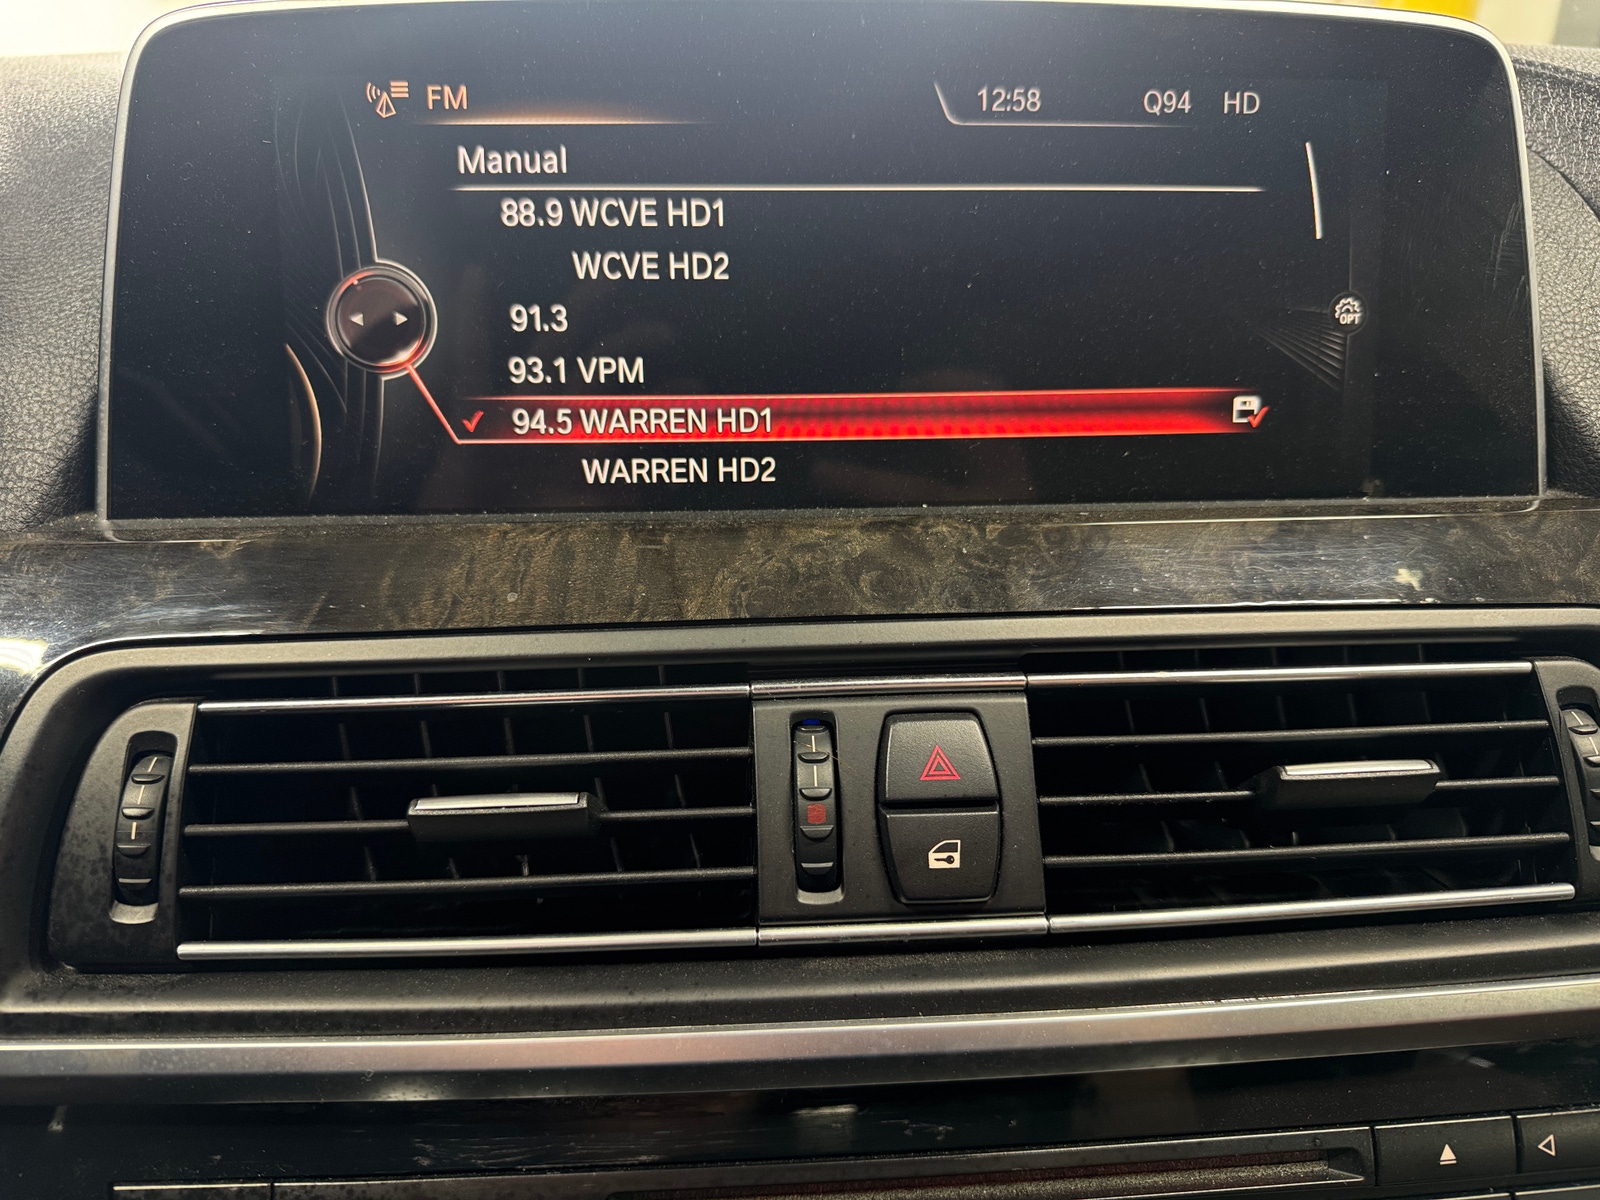 FM 12:58 Q94 HD
Manual
88.9 WCVE HD1
WCVE HD2
91.3
93.1 VPM
OPT
94.5 WARREN HD1
WARREN HD2